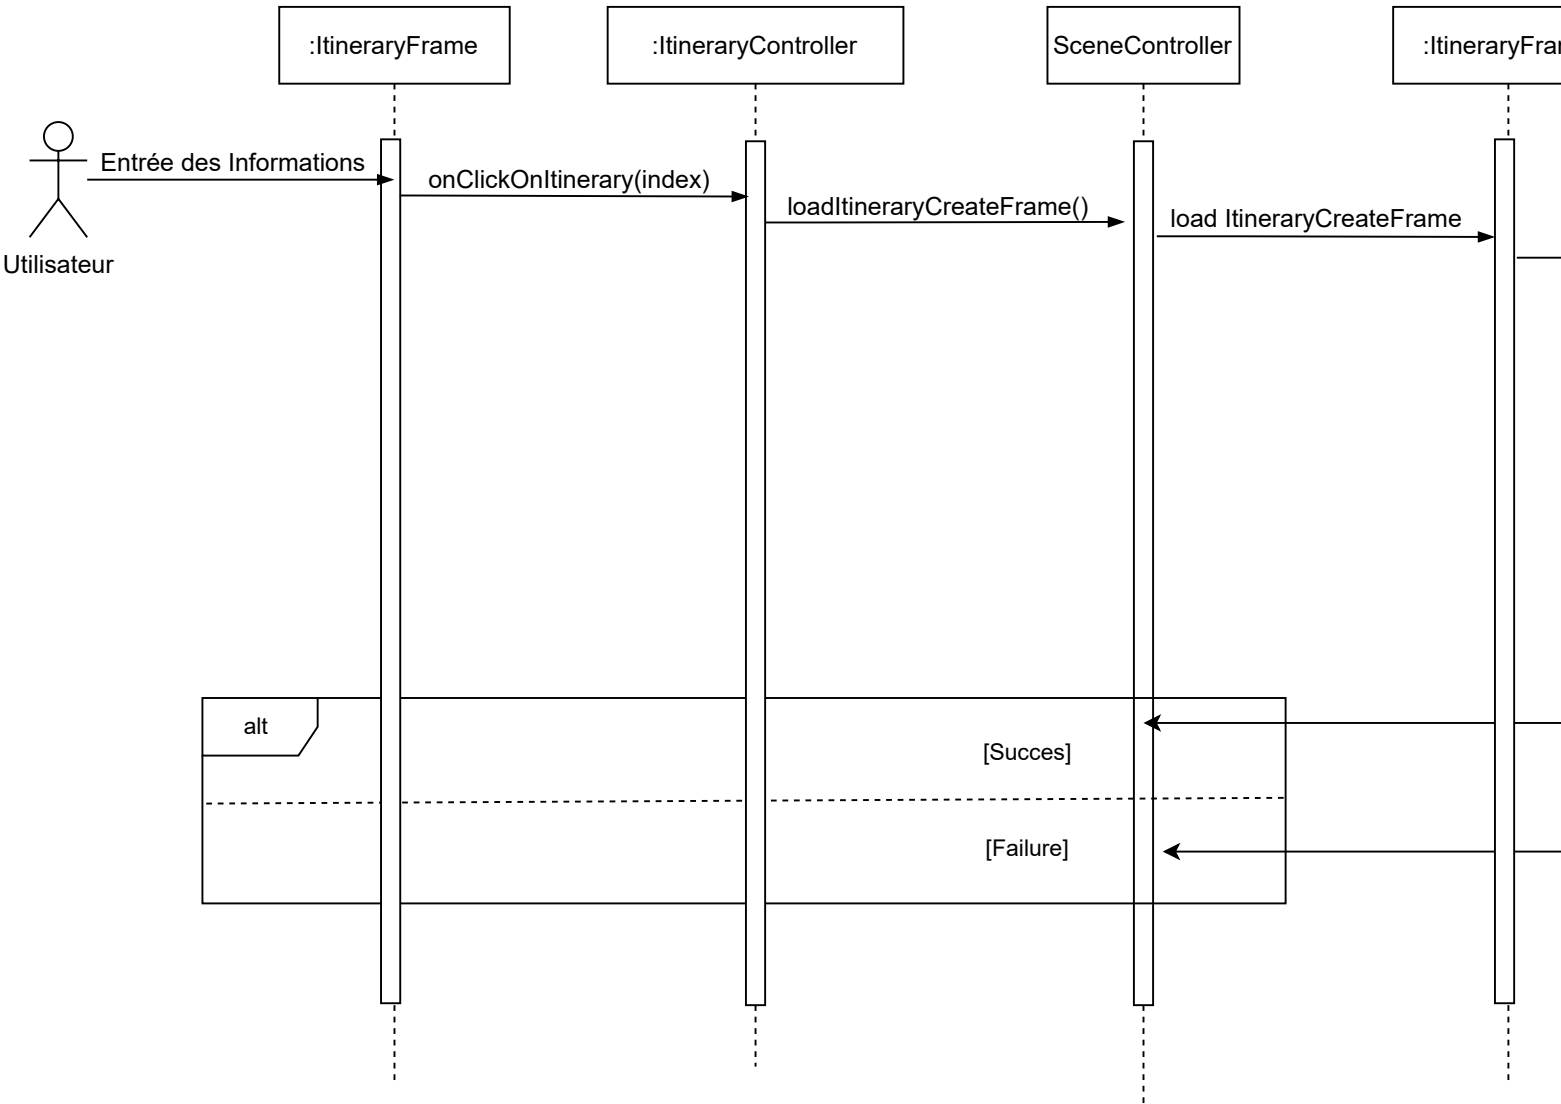 :ItineraryFrame
:ItineraryController
SceneController
Entrée des Informations
onClickOnItinerary(index)
loadItineraryCreateFrame()
load ItineraryCreateFrame
Utilisateur
alt
[Succes]
[Failure]